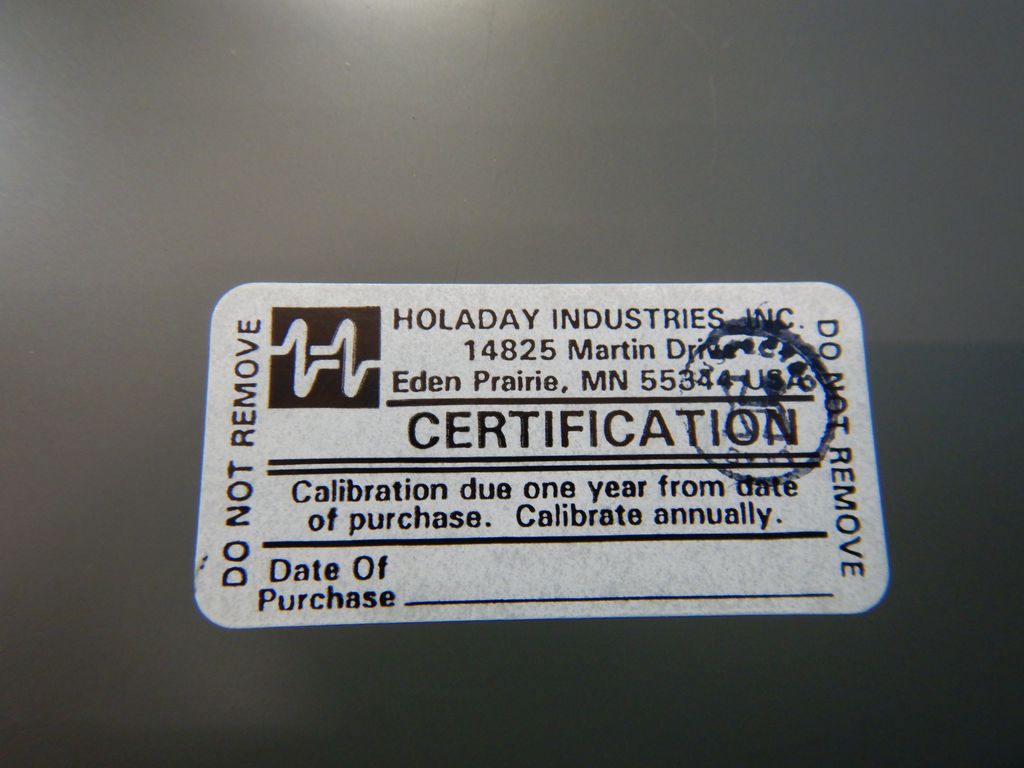 DO NOT REMOVE
HOLADAY INDUSTRIES, INC.
14825 Martin Drive
Eden Prairie, MN 55344 USA
CERTIFICATION
Calibration due one year from date
of purchase. Calibrate annually.
Date Of
Purchase
DO NOT REMOVE